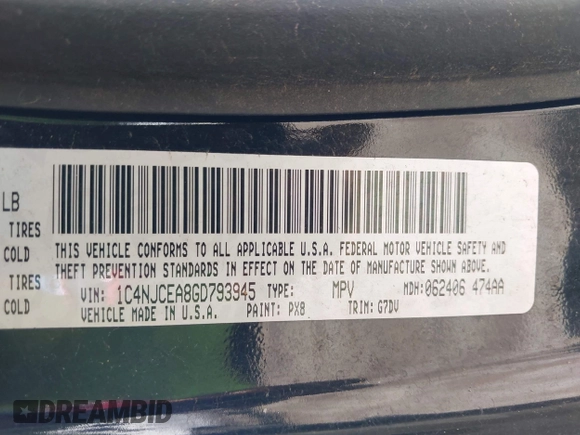 LB
TIRES
COLD
TIRES
COLD
THIS VEHICLE CONFORMS TO ALL APPLICABLE U.S.A. FEDERAL MOTOR VEHICLE SAFETY AND
THEFT PREVENTION STANDARDS IN EFFECT ON THE DATE OF MANUFACTURE SHOWN ABOVE.
VIN: 1C4NJCEA8GD793945 TYPE: MPV MDH: 062406 474AA
VEHICLE MADE IN U.S.A. PAINT: PX8 TRIM: G7DV
DREAMBID